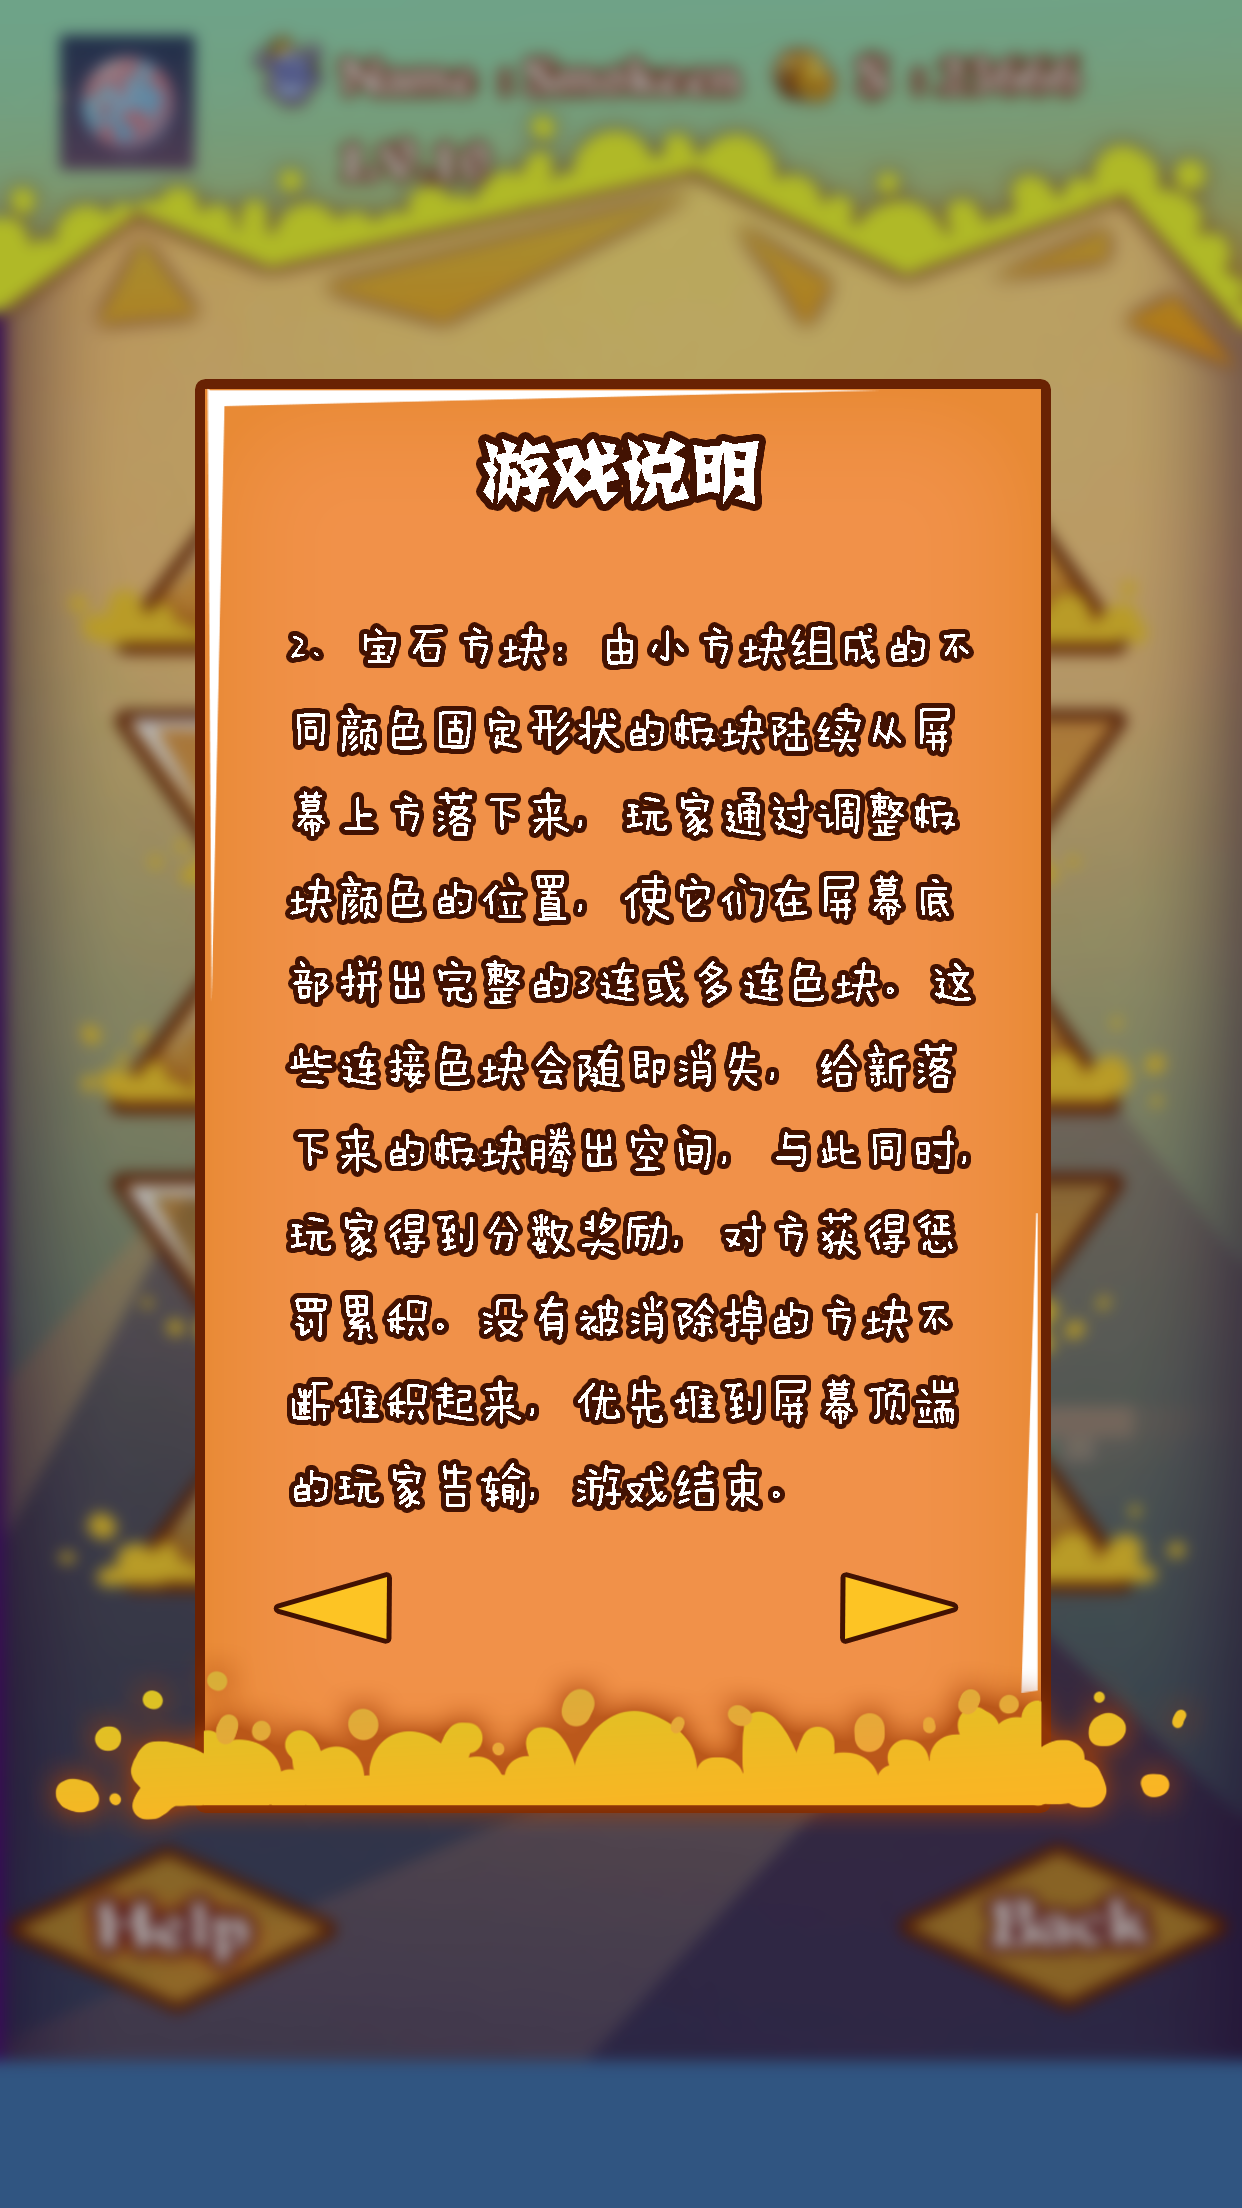 Name :Smokeen
LV.10
游戏说明
2、宝石方块：由小方块组成的不
同颜色固定形状的板块陆续从屏
幕上方落下来，玩家通过调整板
块颜色的位置，使它们在屏幕底
部拼出完整的3连或多连色块。这
些连接色块会随即消失，给新落
下来的板块腾出空间，与此同时，
玩家得到分数奖励，对方获得惩
罚累积。没有被消除掉的方块不
断堆积起来，优先堆到屏幕顶端
的玩家告输，游戏结束。
Help
Back